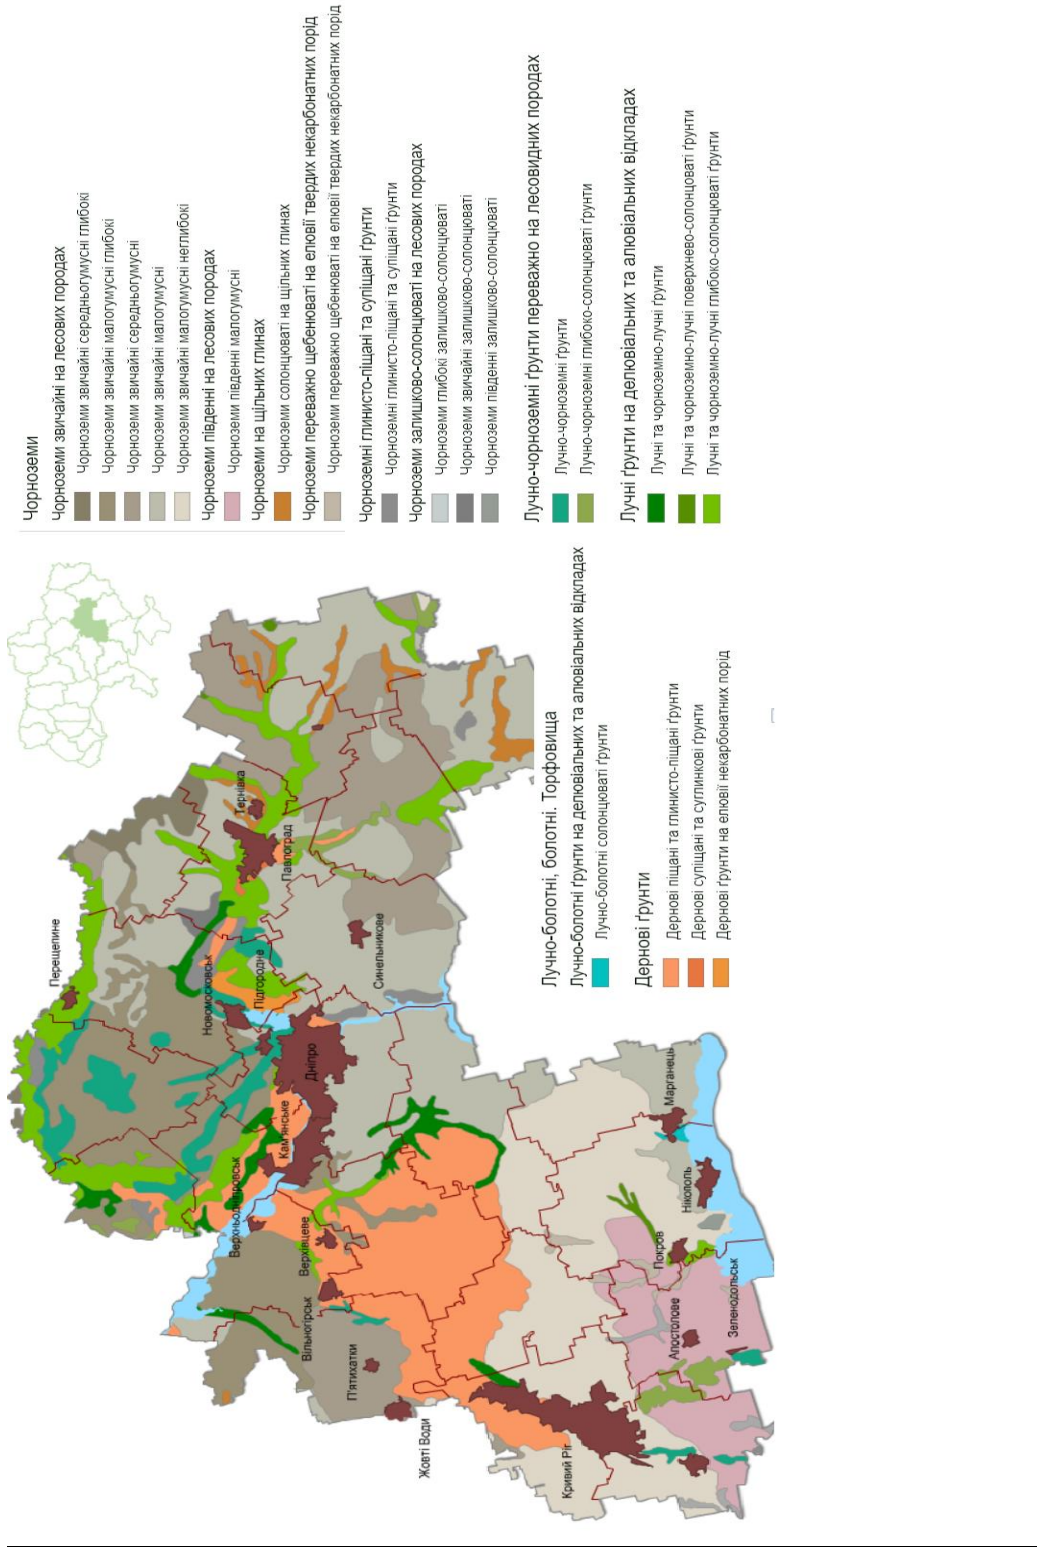 Чорноземи
Чорноземи звичайні на лесових породах
Чорноземи звичайні середньогумусні глибокі
Чорноземи звичайні малогумусні глибокі
Чорноземи звичайні середньогумусні
Чорноземи звичайні малогумусні
Чорноземи звичайні малогумусні неглибокі
Чорноземи південні на лесових породах
Чорноземи південні малогумусні
Чорноземи на щільних глинах
Чорноземи солонцюваті на щільних глинах
Чорноземи переважно щебенюваті на елювії твердих некарбонатних порід
Чорноземи переважно щебенюваті на елювії твердих некарбонатних порід
Чорноземні глинисто-піщані та супіщані ґрунти
Чорноземні глинисто-піщані та супіщані ґрунти
Чорноземи залишково-солонцюваті на лесових породах
Чорноземи глибокі залишково-солонцюваті
Чорноземи звичайні залишково-солонцюваті
Чорноземи південні залишково-солонцюваті
Лучно-чорноземні ґрунти переважно на лесовидних породах
Лучно-чорноземні ґрунти
Лучно-чорноземні глибоко-солонцюваті ґрунти
Лучні ґрунти на делювіальних та алювіальних відкладах
Лучні та чорноземно-лучні ґрунти
Лучні та чорноземно-лучні поверхнево-солонцюваті ґрунти
Лучні та чорноземно-лучні глибоко-солонцюваті ґрунти
Лучно-болотні, болотні. Торфовища
Лучно-болотні ґрунти на делювіальних та алювіальних відкладах
Лучно-болотні солонцюваті ґрунти
Дернові ґрунти
Дернові піщані та глинисто-піщані ґрунти
Дернові супіщані та суглинкові ґрунти
Дернові ґрунти на елювії некарбонатних порід
Перещепине
Тернівка
Павлоград
Новомосковськ
Підгородне
Синельникове
Дніпро
Кам'янське
Верхньодніпровськ
Верхівцеве
Вільногірськ
П'ятихатки
Жовті Води
Кривий Ріг
Марганець
Нікополь
Покров
Апостолове
Зеленодольськ